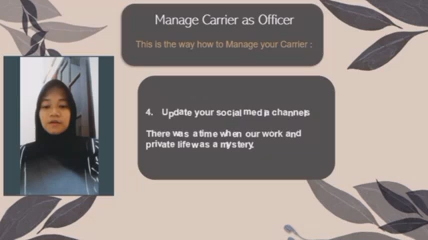 Manage Carrier as Officer
This is the way how to Manage your Carrier :
4. Update your social media channels
There was a time when our work and
private life was a mystery.